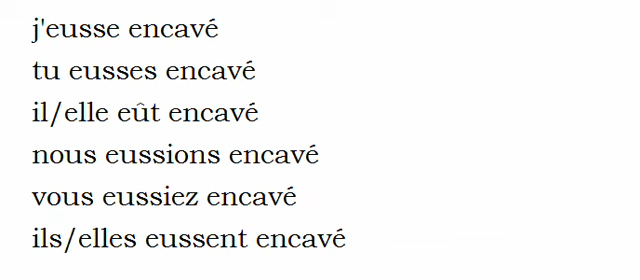 j'eusse encavé
tu eusses encavé
il/elle eût encavé
nous eussions encavé
vous eussiez encavé
ils/elles eussent encavé